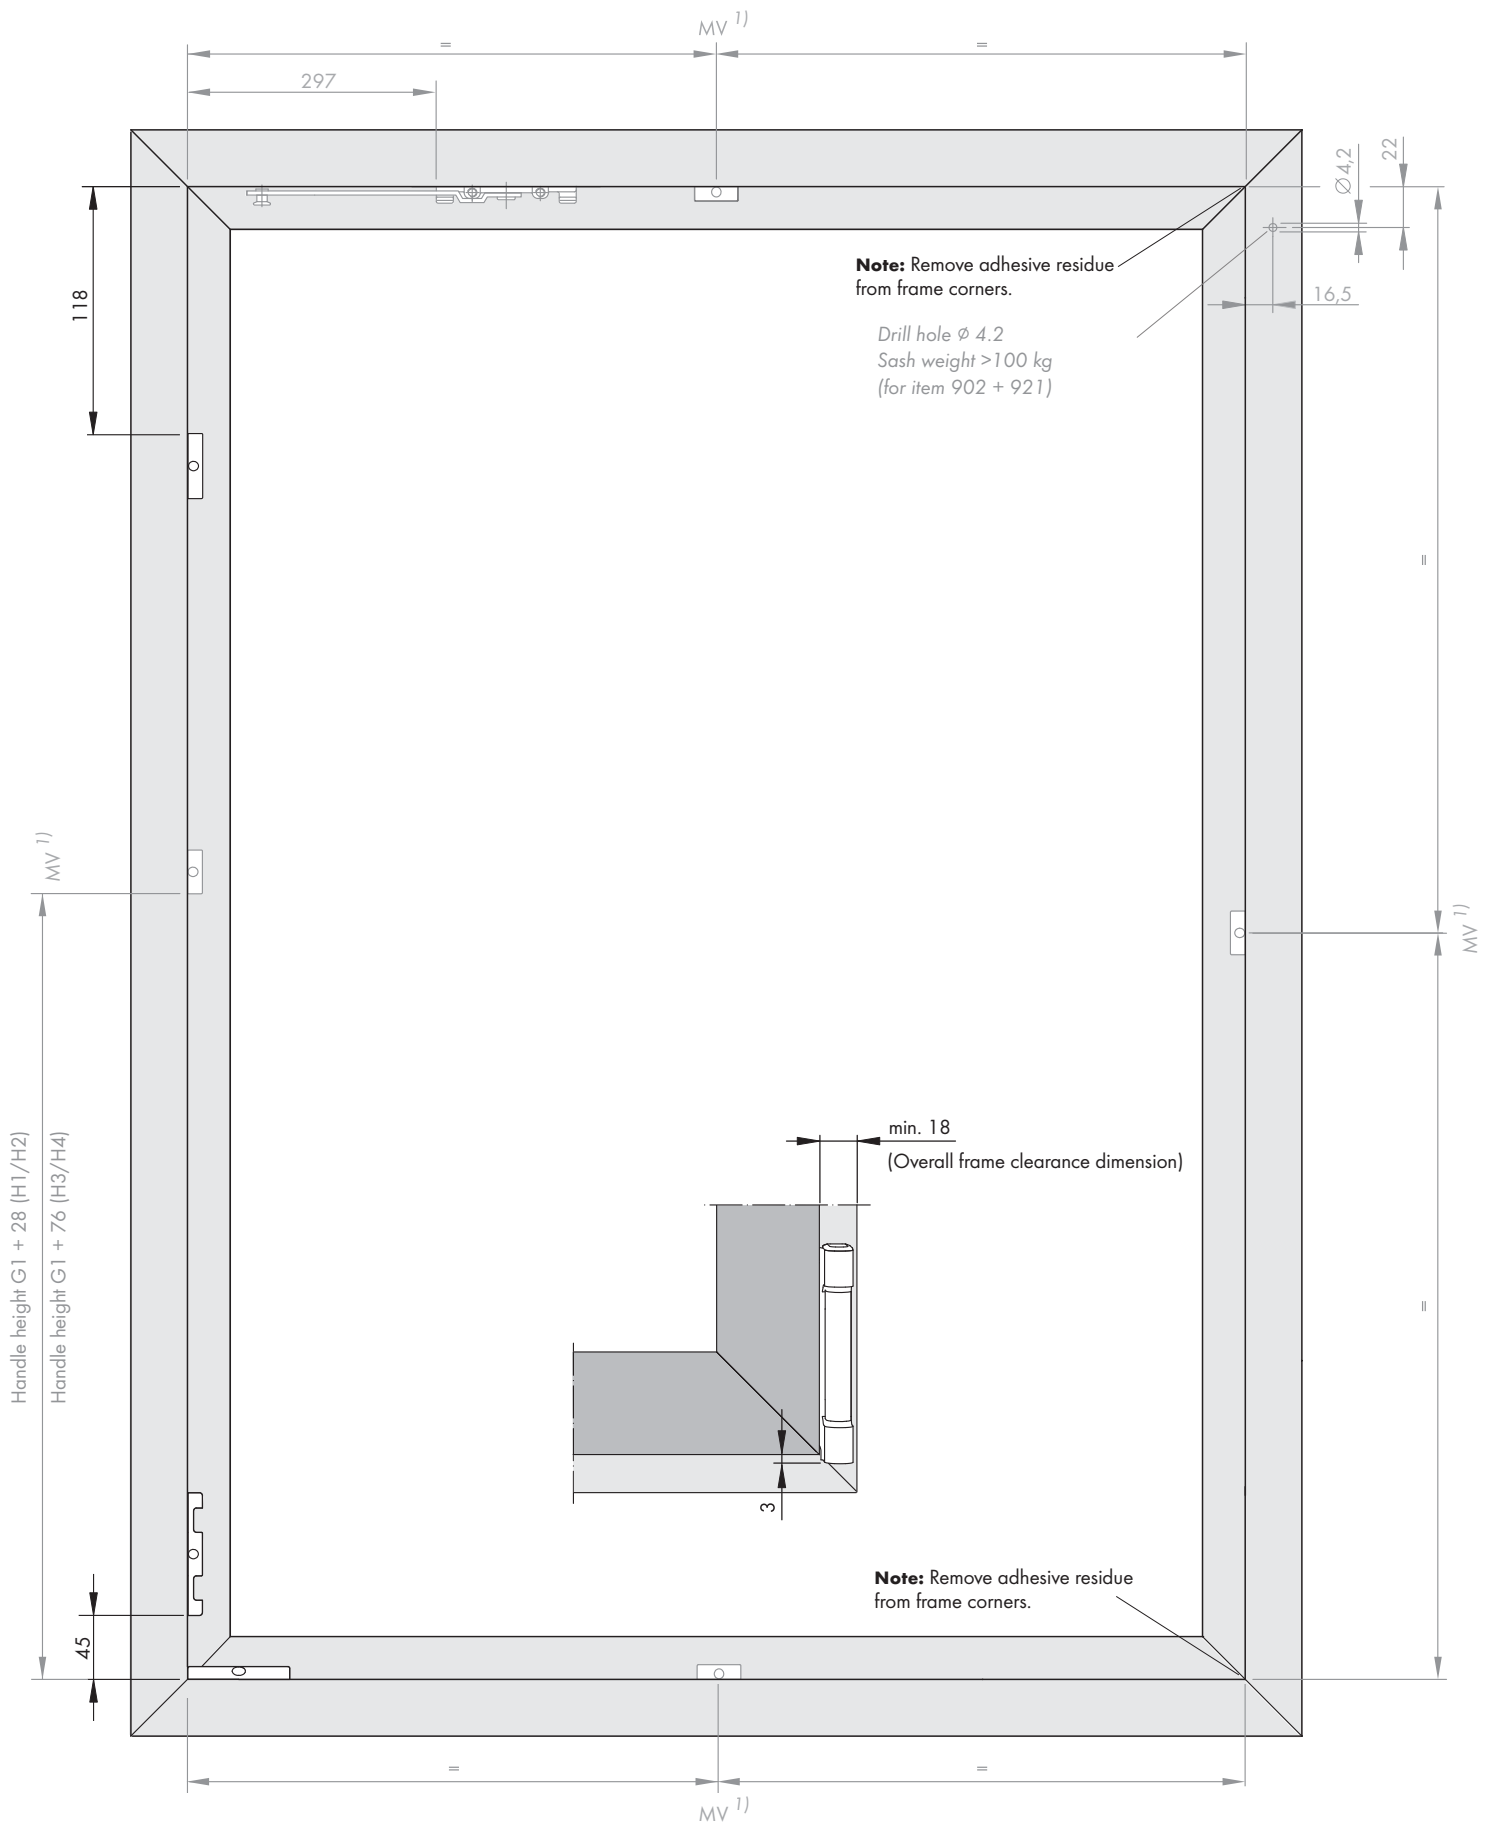 MV 1)
=
=
297
Ø4,2
22
118
Note: Remove adhesive residue
from frame corners.
16,5
Drill hole Ø 4.2
Sash weight >100 kg
(for item 902 + 921)
=
MV 1)
MV 1)
min. 18
(Overall frame clearance dimension)
Handle height G1 + 28 (H1/H2)
Handle height G1 + 76 (H3/H4)
=
3
Note: Remove adhesive residue
from frame corners.
45
=
=
MV 1)